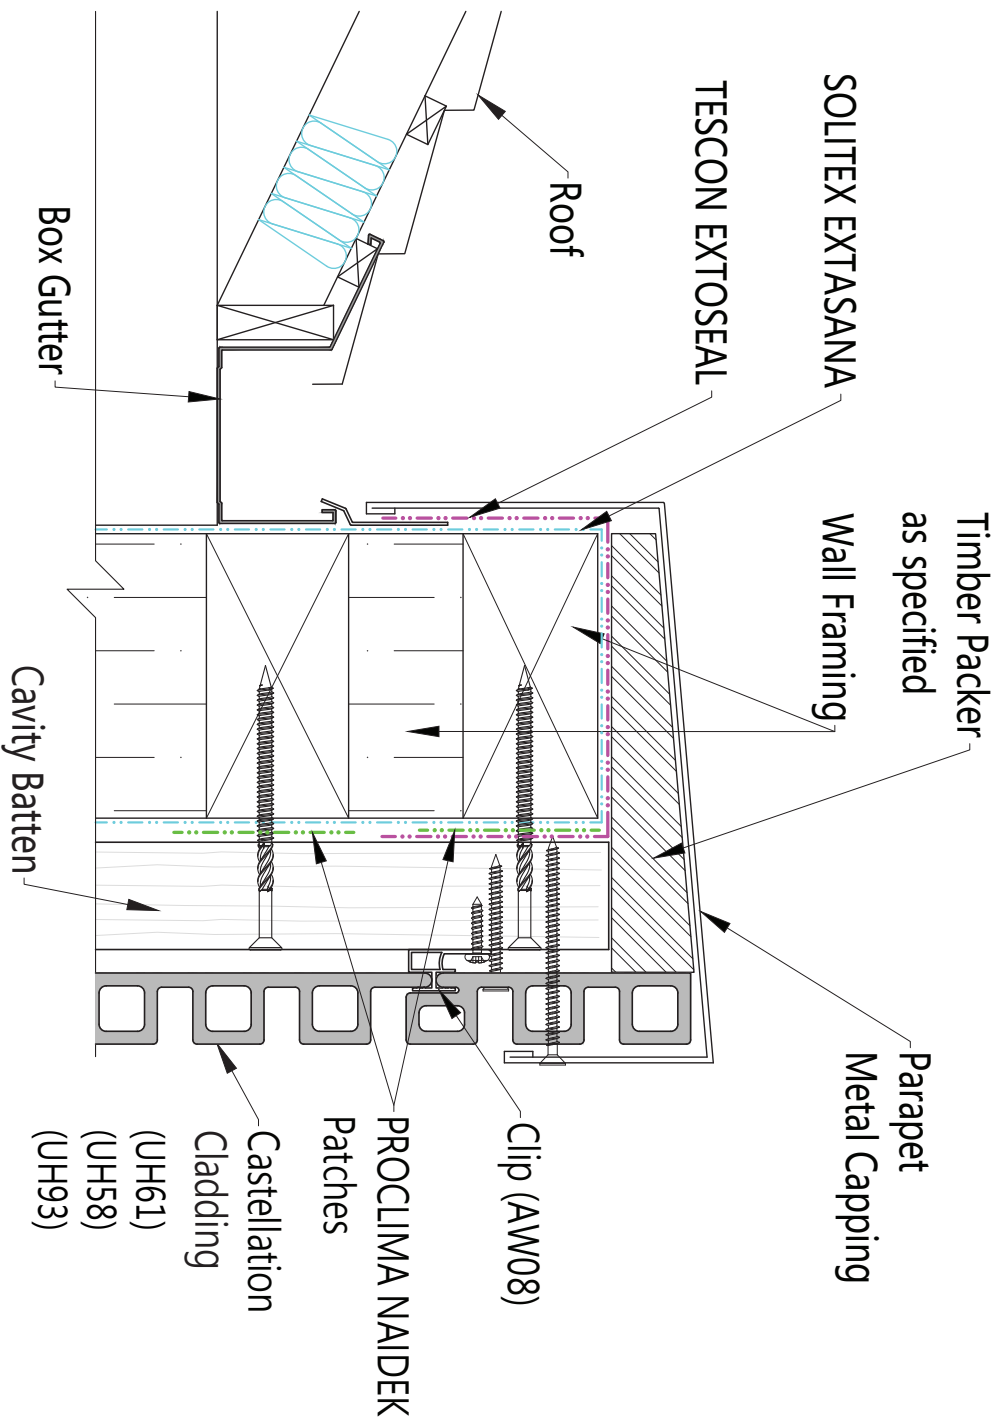 Timber Packer
as specified
Parapet
Metal Capping
SOLITEX EXTASANA
Wall Framing
TESCON EXTOSEAL
Roof
Clip (AW08)
PROCLIMA NAIDEK
Patches
Castellation
Cladding
(UH61)
(UH58)
(UH93)
Box Gutter
Cavity Batten